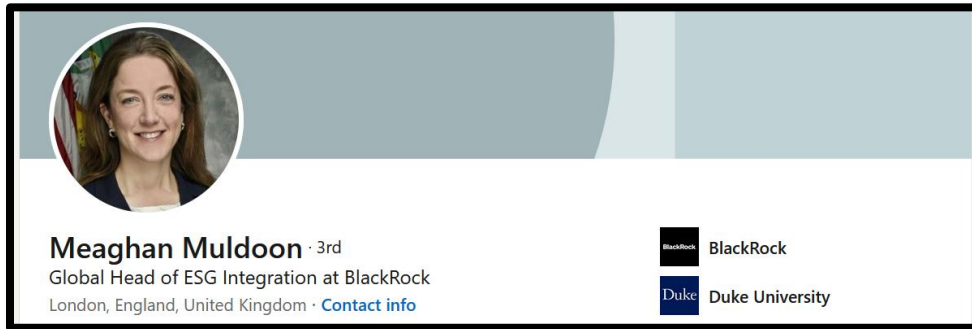 Meaghan Muldoon · 3rd
Global Head of ESG Integration at BlackRock
London, England, United Kingdom · Contact info
BlackRock
BlackRock
Duke
Duke University